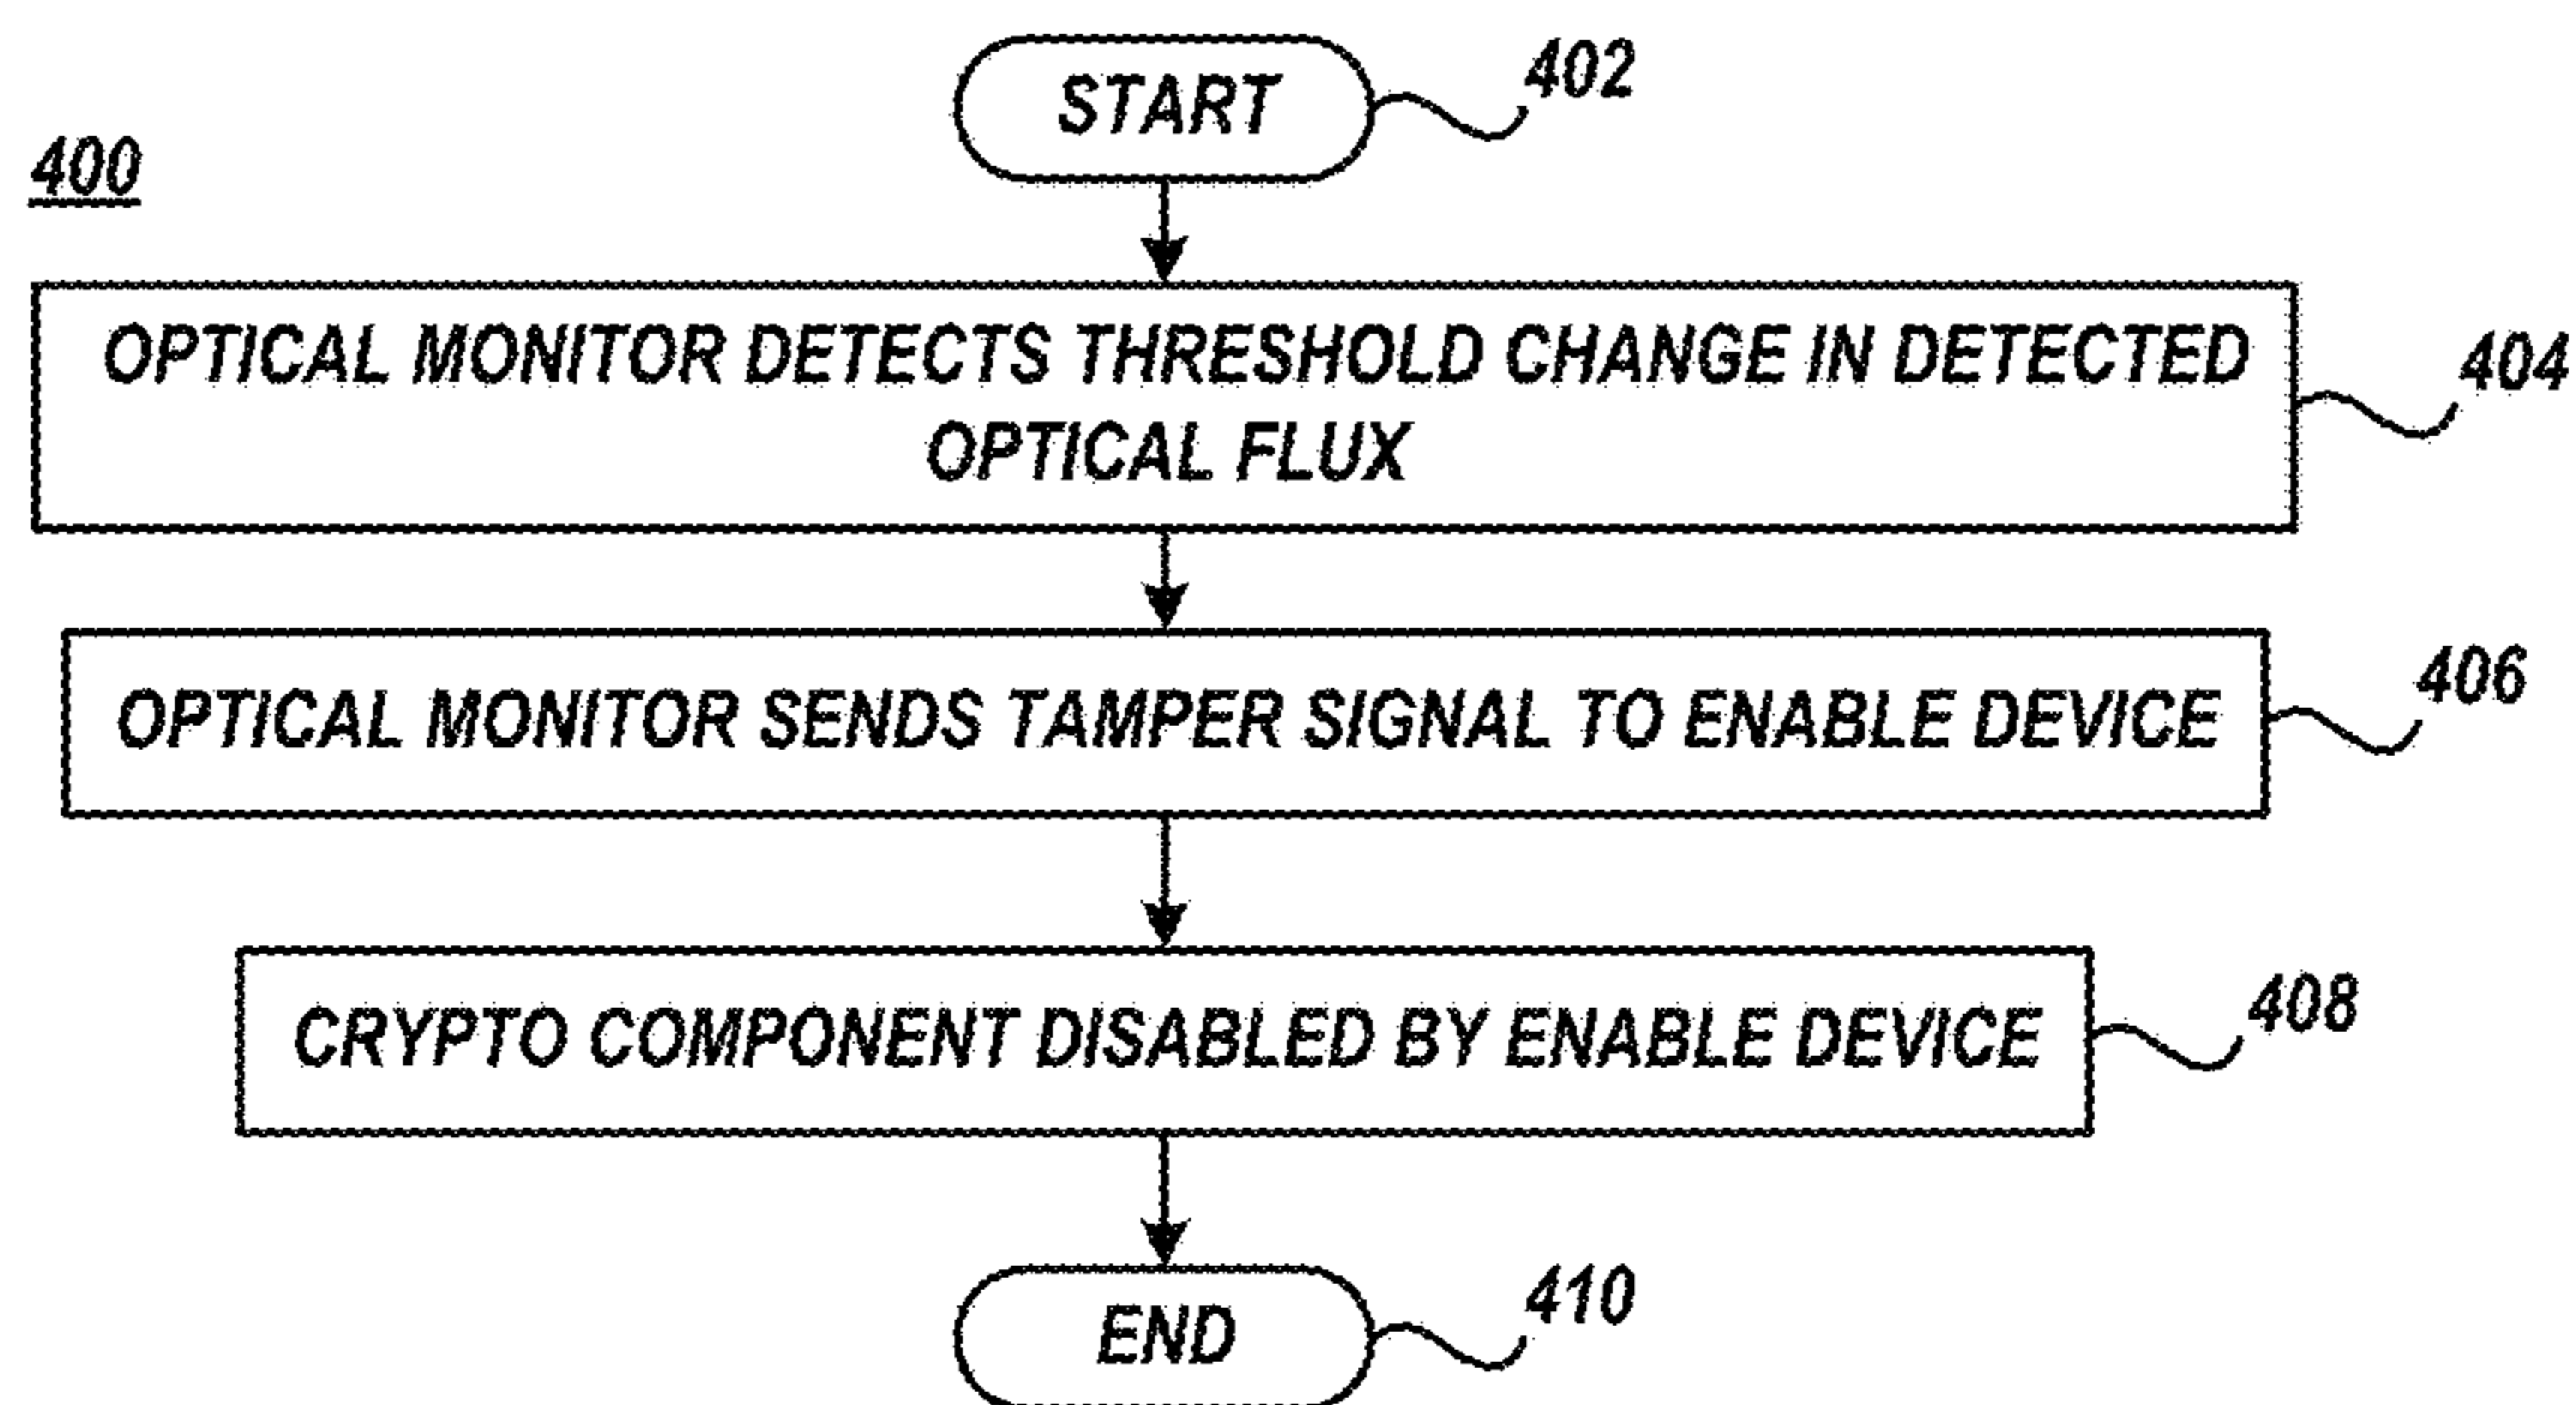 START
402
400
OPTICAL MONITOR DETECTS THRESHOLD CHANGE IN DETECTED
OPTICAL FLUX
404
OPTICAL MONITOR SENDS TAMPER SIGNAL TO ENABLE DEVICE
406
CRYPTO COMPONENT DISABLED BY ENABLE DEVICE
408
END
410